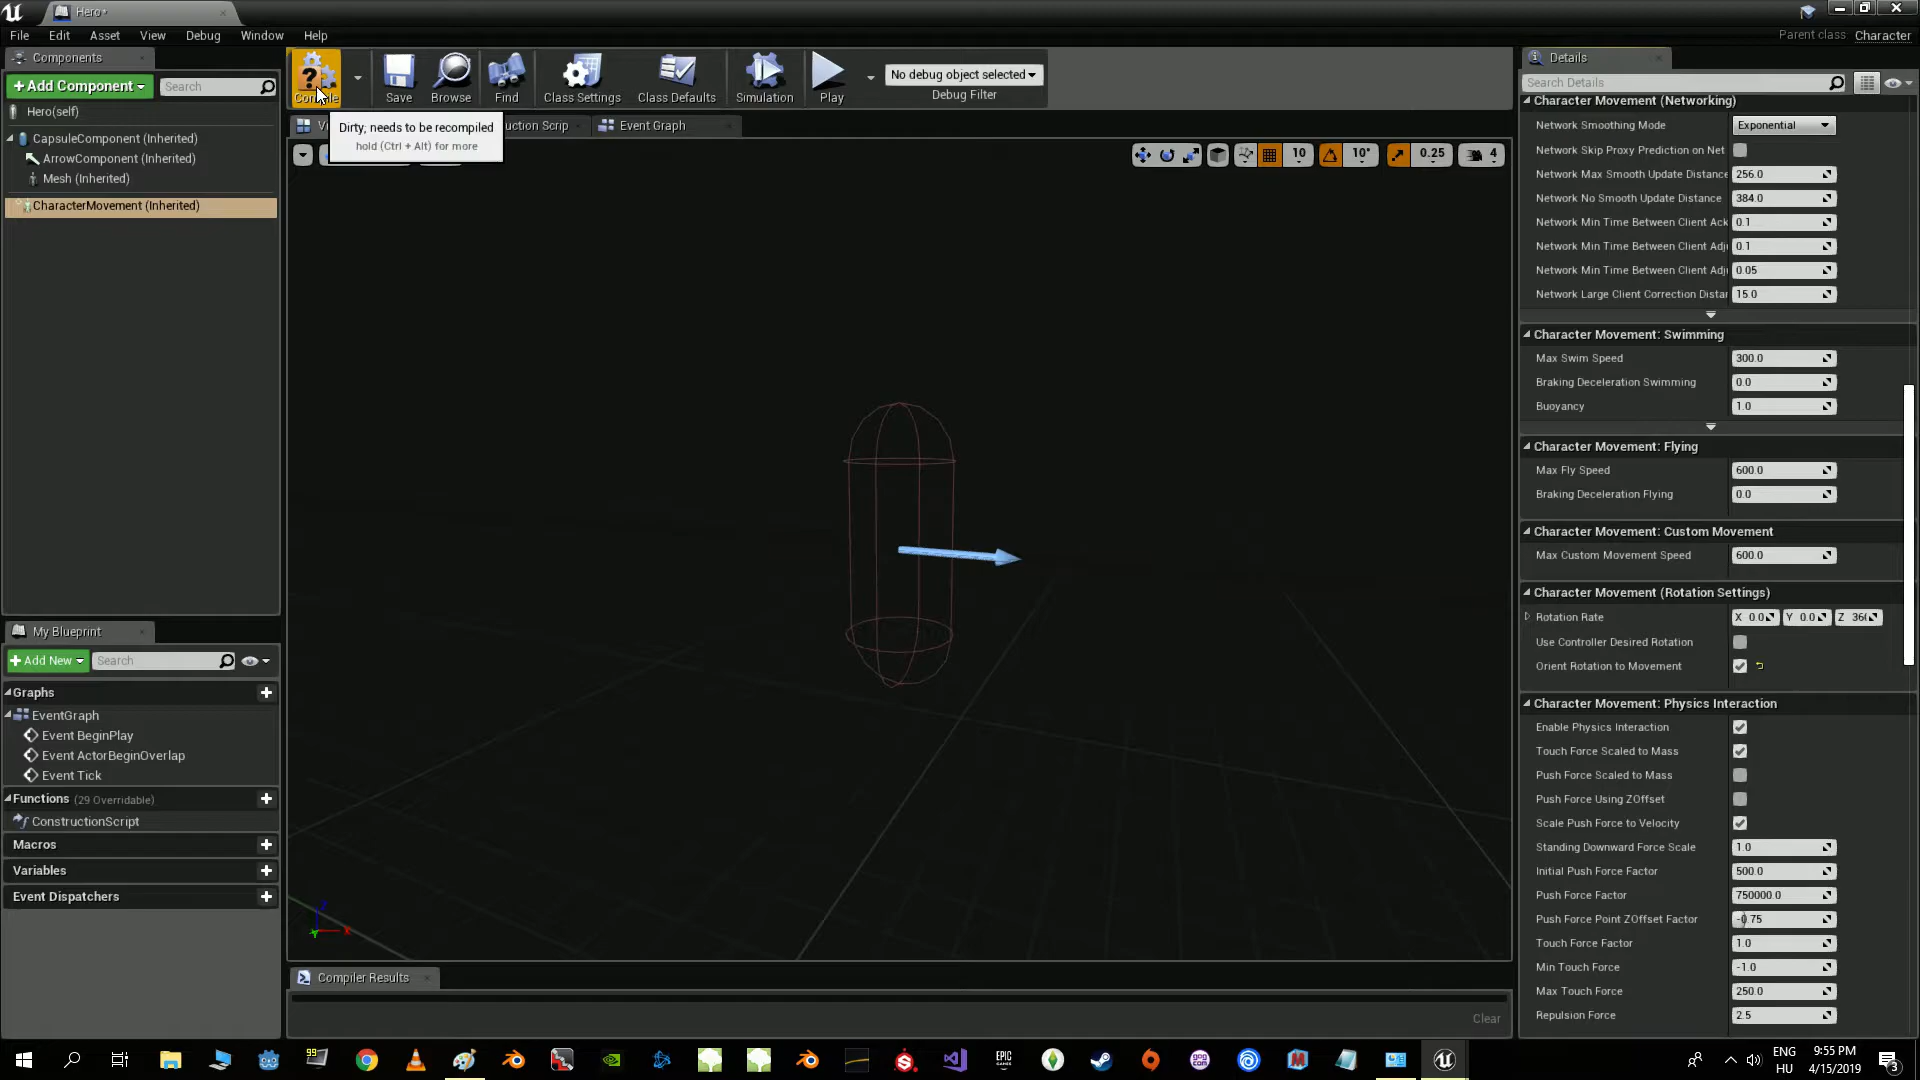 Hero*
File Edit Asset View Debug Window Help
Parent class Character
Components
+Add Component
Search
Hero(self)
CapsuleComponent (Inherited)
ArrowComponent (Inherited)
Mesh (Inherited)
CharacterMovement (Inherited)
My Blueprint
+Add New
Search
Graphs
EventGraph
Event BeginPlay
Event ActorBeginOverlap
Event Tick
Functions (29 Overridable)
ConstructionScript
Macros
Variables
Event Dispatchers
Save Browse Find Class Settings Class Defaults Simulation Play
No debug object selected
Debug Filter
Dirty; needs to be recompiled
hold (Ctrl + Alt) for more
uction Scrip
Event Graph
10 10° 0.25 4
Compiler Results
Clear
Details
Search Details
Character Movement (Networking)
Network Smoothing Mode Exponential
Network Skip Proxy Prediction on Net
Network Max Smooth Update Distance 256.0
Network No Smooth Update Distance 384.0
Network Min Time Between Client Ack 0.1
Network Min Time Between Client Adj 0.1
Network Min Time Between Client Adj 0.05
Network Large Client Correction Distar 15.0
Character Movement: Swimming
Max Swim Speed 300.0
Braking Deceleration Swimming 0.0
Buoyancy 1.0
Character Movement: Flying
Max Fly Speed 600.0
Braking Deceleration Flying 0.0
Character Movement: Custom Movement
Max Custom Movement Speed 600.0
Character Movement (Rotation Settings)
Rotation Rate X 0.0 Y 0.0 Z 36
Use Controller Desired Rotation
Orient Rotation to Movement
Character Movement: Physics Interaction
Enable Physics Interaction
Touch Force Scaled to Mass
Push Force Scaled to Mass
Push Force Using ZOffset
Scale Push Force to Velocity
Standing Downward Force Scale 1.0
Initial Push Force Factor 500.0
Push Force Factor 750000.0
Push Force Point ZOffset Factor -0.75
Touch Force Factor 1.0
Min Touch Force -1.0
Max Touch Force 250.0
Repulsion Force 2.5
ENG
HU
9:55 PM
4/15/2019
3